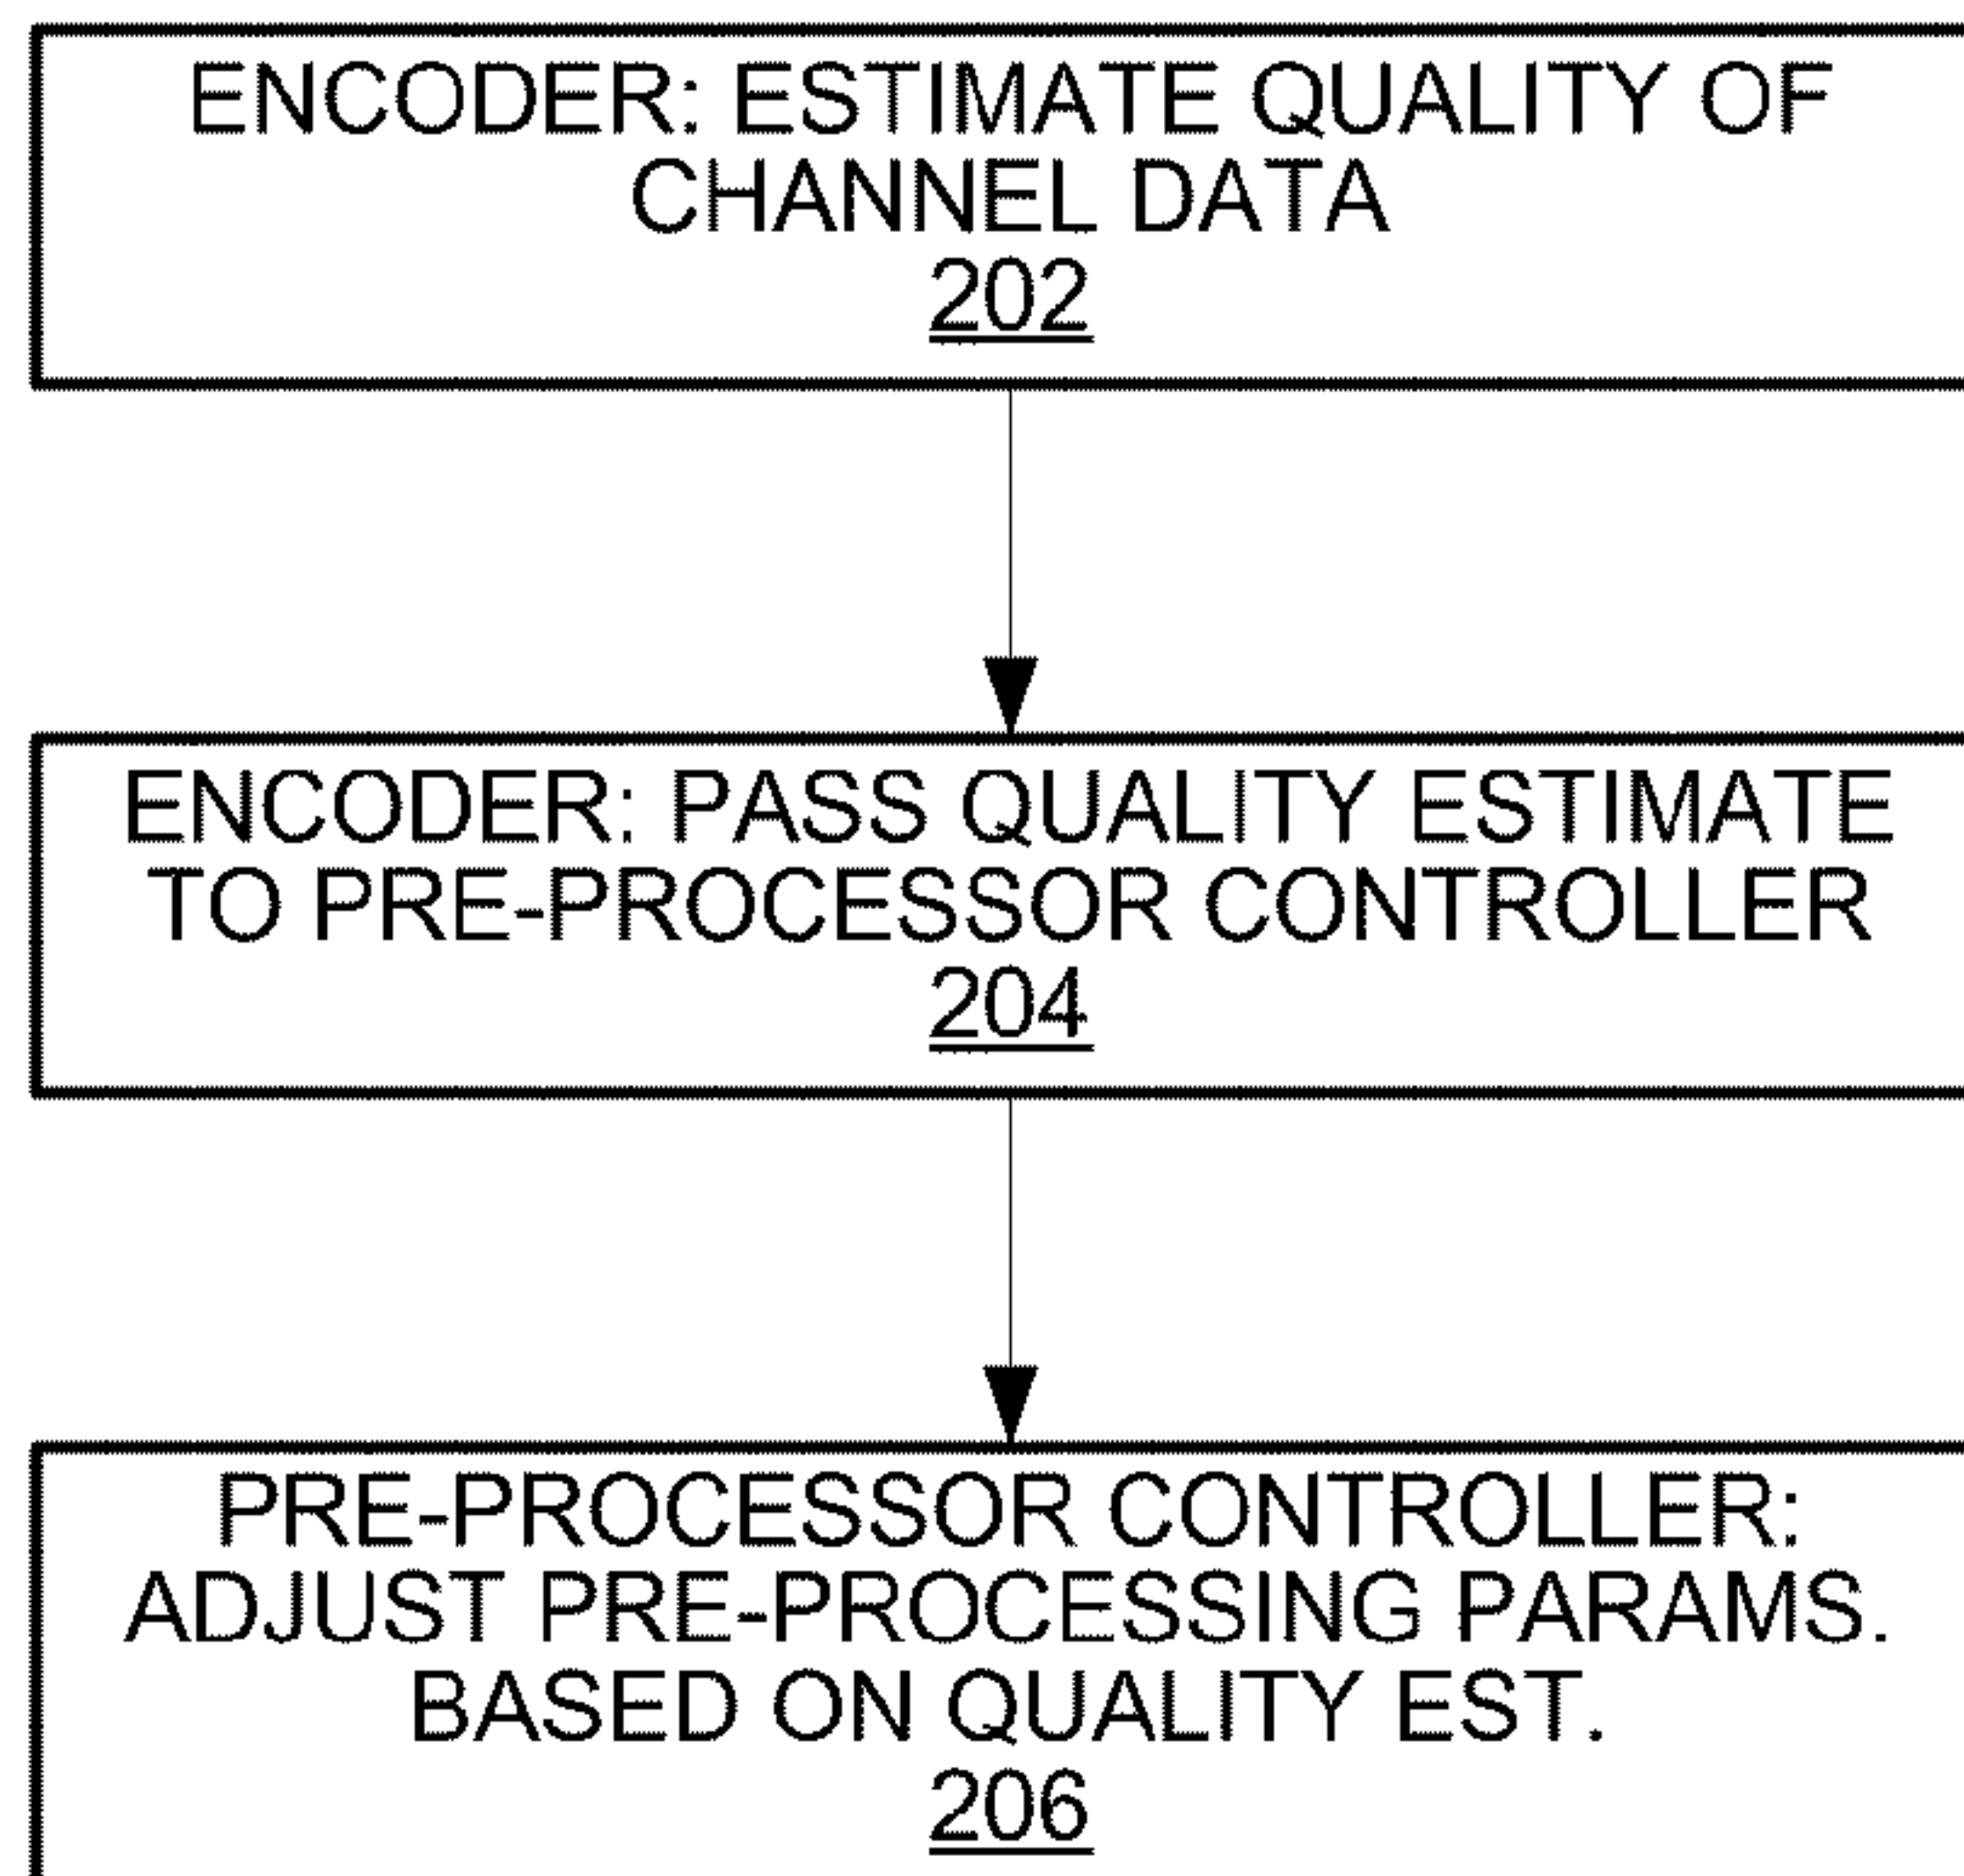 ENCODER: ESTIMATE QUALITY OF
CHANNEL DATA
202
ENCODER: PASS QUALITY ESTIMATE
TO PRE-PROCESSOR CONTROLLER
204
PRE-PROCESSOR CONTROLLER:
ADJUST PRE-PROCESSING PARAMS.
BASED ON QUALITY EST.
206